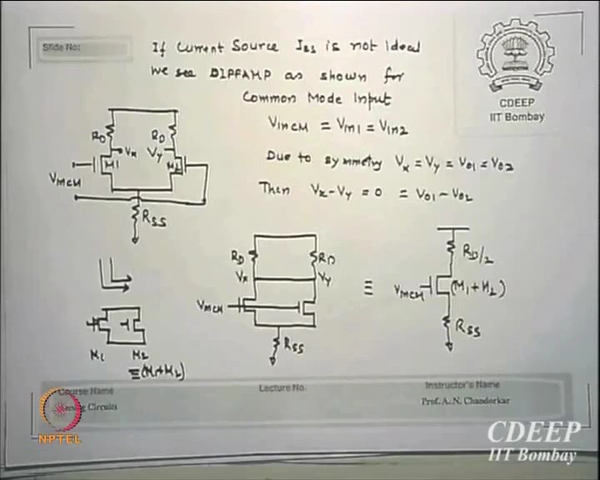 Slide No:
If Current Source ISS is not Ideal
We see DIFFAMP as shown for
Common Mode Input
VINCM = Vin1 = Vin2
Due to symmetry Vx = Vy = VO1 = VO2
Then Vx-Vy = 0 = VO1 - VO2
CDEEP
IIT Bombay
RD
RD
Vx
Vy
M1
M2
VINCM
RSS
M1
M2
≡(M1+M2)
RD
RD
Vx
Vy
VINCM
RSS
≡
RD/2
VINCM
(M1+M2)
RSS
Course Name
Analog Circuits
Lecture No.
Instructor's Name
Prof. A. N. Chandorkar
NPTEL
CDEEP
IIT Bombay